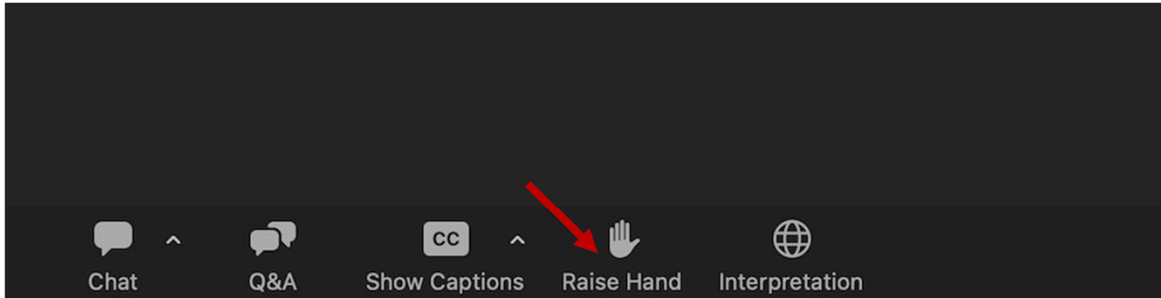 CC
Chat
Q&A
Show Captions
Raise Hand
Interpretation